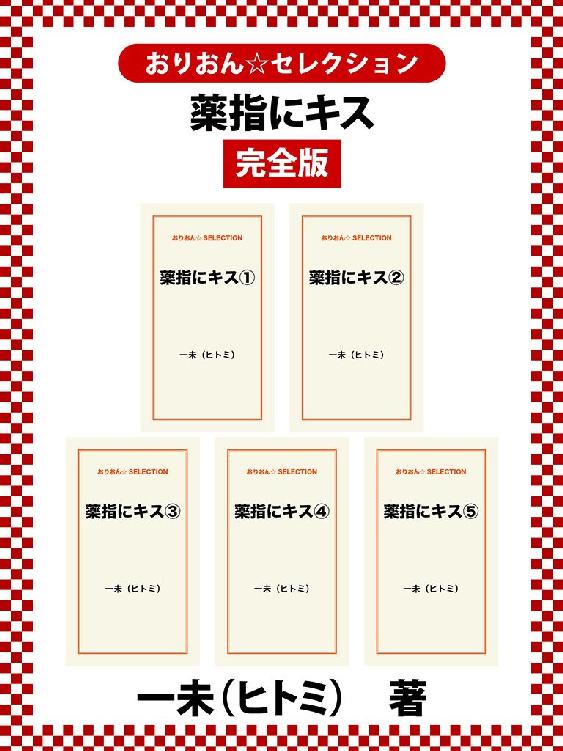 おりおん☆セレクション
薬指にキス
完全版
おりおん☆ SELECTION
薬指にキス①
一未（ヒトミ）
おりおん☆ SELECTION
薬指にキス②
一未（ヒトミ）
おりおん☆ SELECTION
薬指にキス③
一未（ヒトミ）
おりおん☆ SELECTION
薬指にキス④
一未（ヒトミ）
おりおん☆ SELECTION
薬指にキス⑤
一未（ヒトミ）
一未（ヒトミ）　著